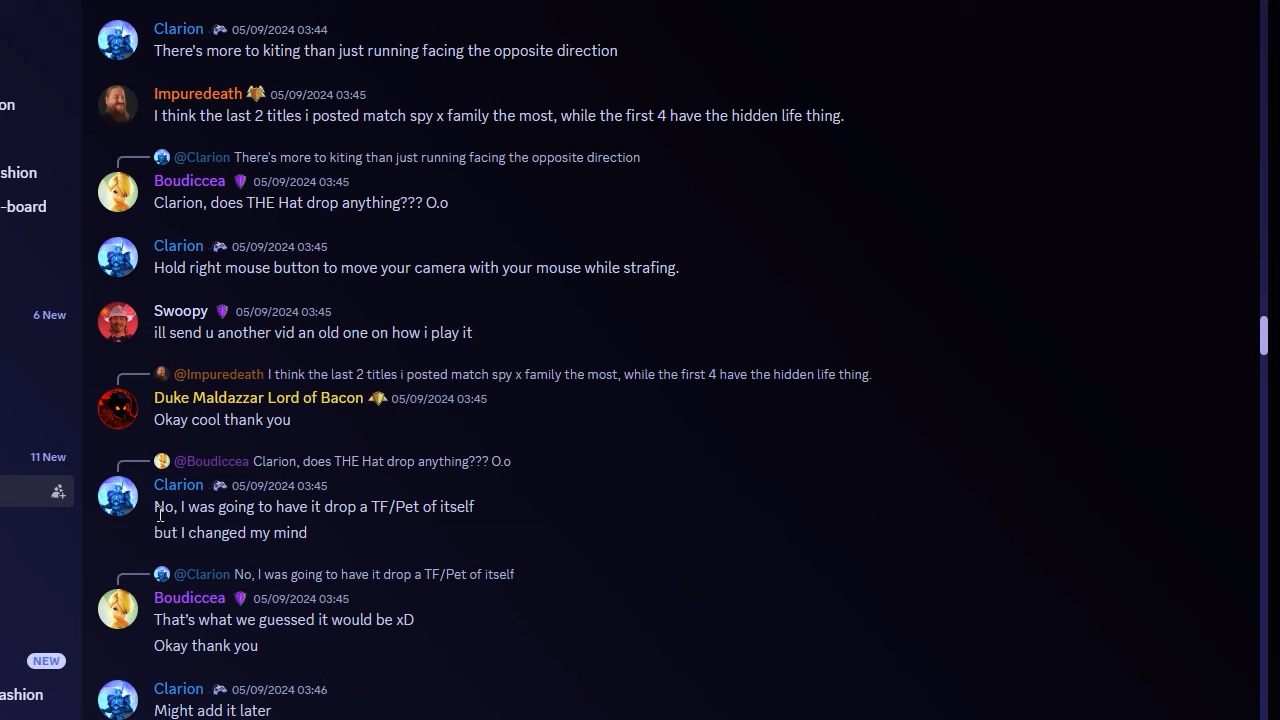 Clarion 05/09/2024 03:44
There's more to kiting than just running facing the opposite direction
on
Impuredeath 05/09/2024 03:45
I think the last 2 titles i posted match spy x family the most, while the first 4 have the hidden life thing.
@Clarion There's more to kiting than just running facing the opposite direction
shion
Boudiccea 05/09/2024 03:45
Clarion, does THE Hat drop anything??? O.o
-board
Clarion 05/09/2024 03:45
Hold right mouse button to move your camera with your mouse while strafing.
6 New
Swoopy 05/09/2024 03:45
ill send u another vid an old one on how i play it
@Impuredeath I think the last 2 titles i posted match spy x family the most, while the first 4 have the hidden life thing.
Duke Maldazzar Lord of Bacon 05/09/2024 03:45
Okay cool thank you
11 New
@Boudiccea Clarion, does THE Hat drop anything??? O.o
Clarion 05/09/2024 03:45
No, I was going to have it drop a TF/Pet of itself
but I changed my mind
@Clarion No, I was going to have it drop a TF/Pet of itself
Boudiccea 05/09/2024 03:45
That's what we guessed it would be xD
Okay thank you
NEW
ashion
Clarion 05/09/2024 03:46
Might add it later